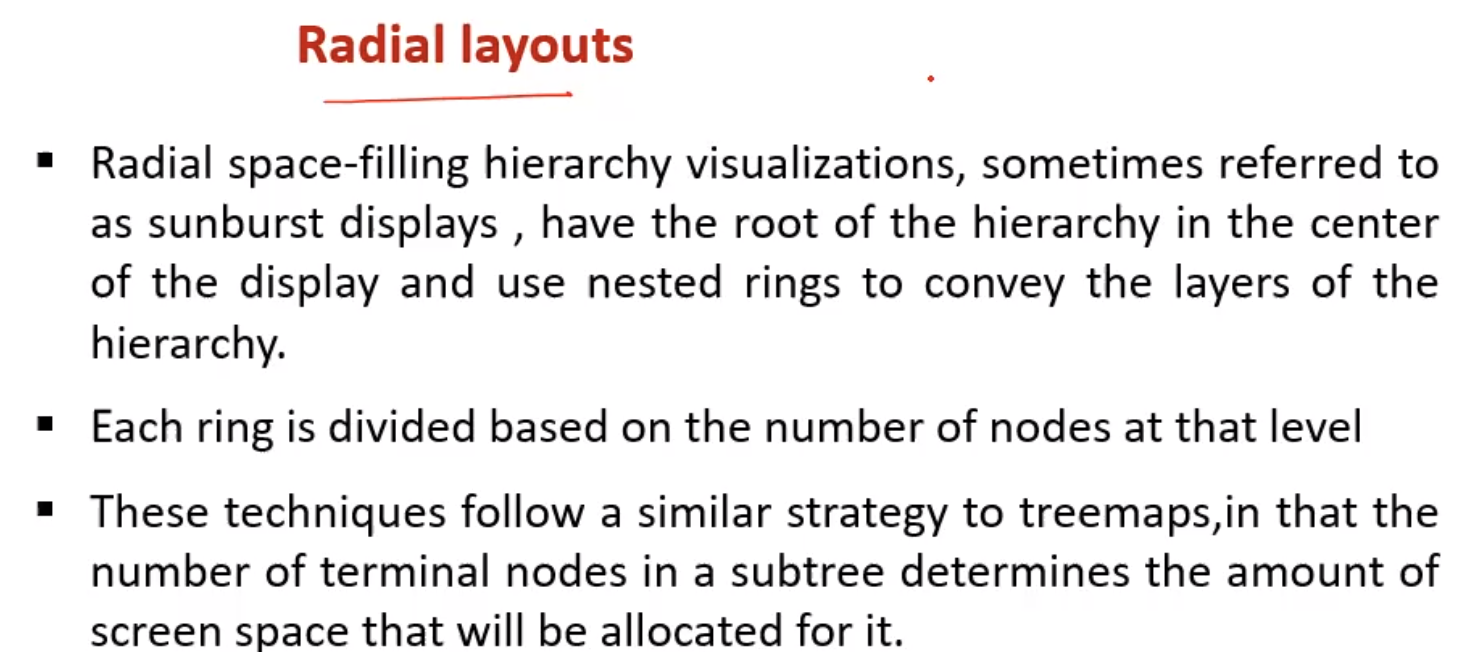 Radial layouts
▪ Radial space-filling hierarchy visualizations, sometimes referred to
as sunburst displays , have the root of the hierarchy in the center
of the display and use nested rings to convey the layers of the
hierarchy.
▪ Each ring is divided based on the number of nodes at that level
▪ These techniques follow a similar strategy to treemaps,in that the
number of terminal nodes in a subtree determines the amount of
screen space that will be allocated for it.